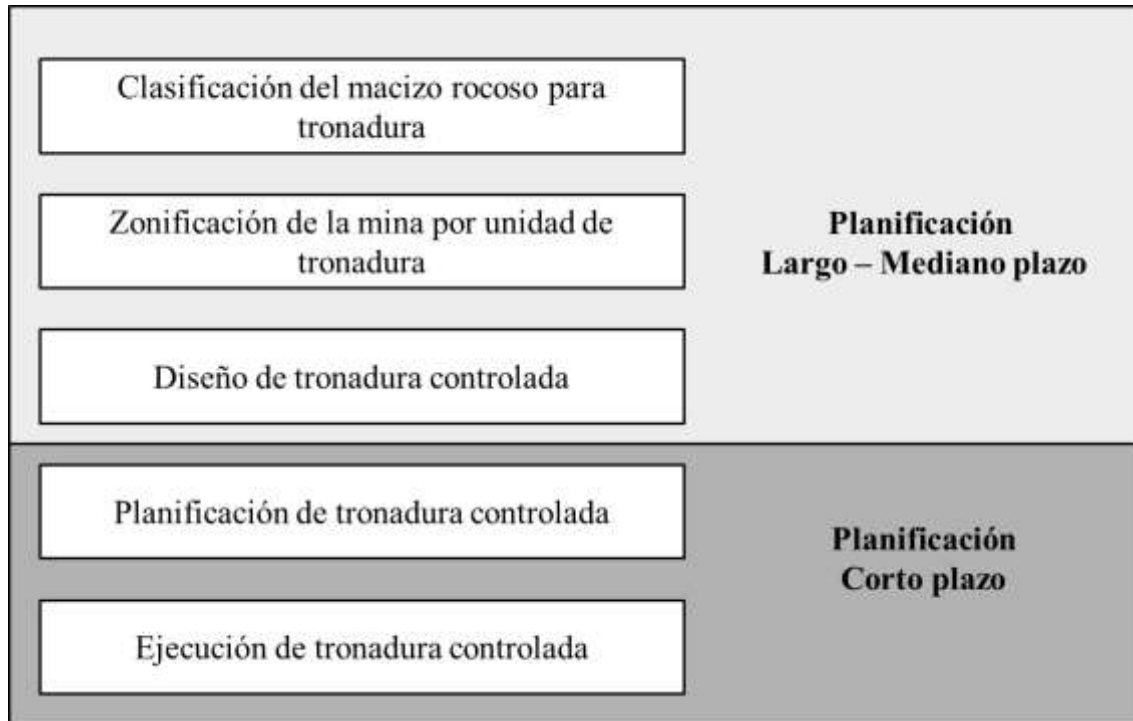 Clasificación del macizo rocoso para
tronadura
Zonificación de la mina por unidad de
tronadura
Diseño de tronadura controlada
Planificación
Largo – Mediano plazo
Planificación de tronadura controlada
Ejecución de tronadura controlada
Planificación
Corto plazo